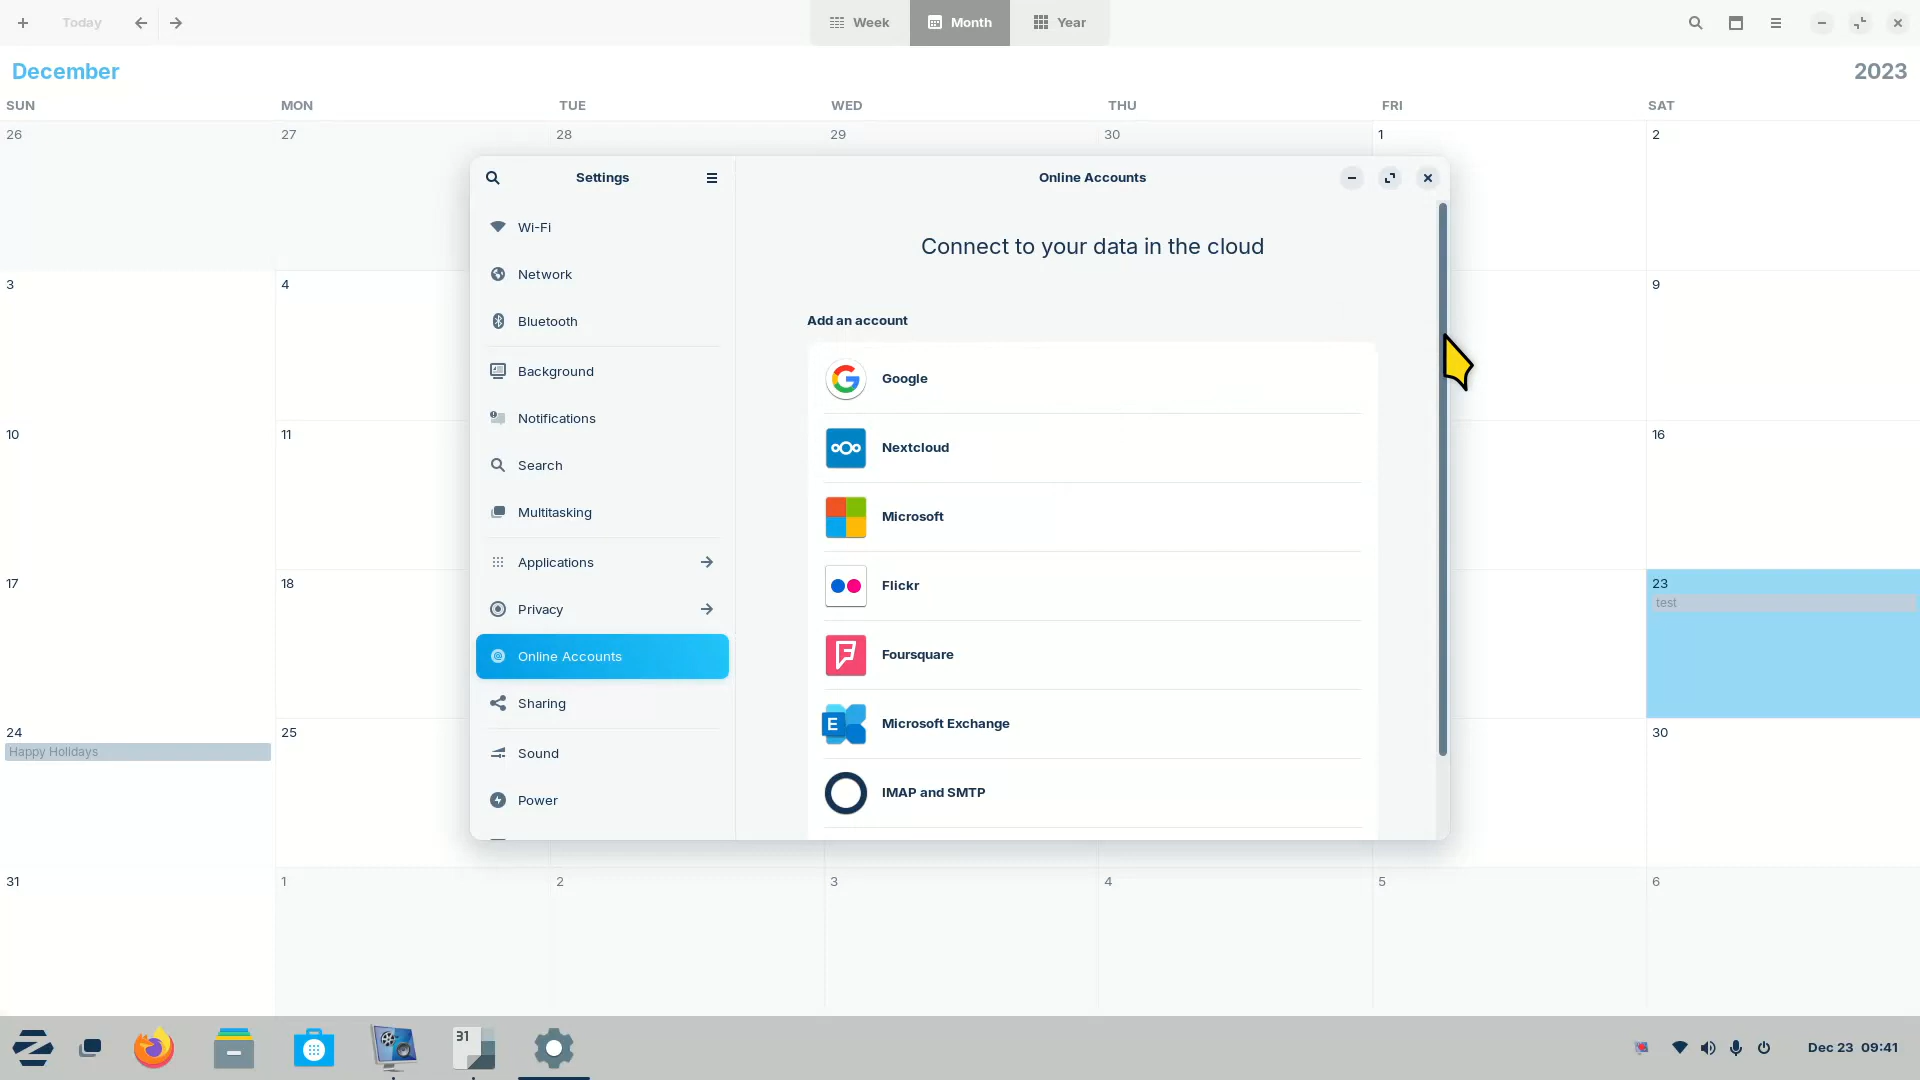 Today
Week
Month
Year
December
2023
SUN
MON
TUE
WED
THU
FRI
SAT
26
27
28
29
30
1
2
Settings
Online Accounts
Wi-Fi
Network
Bluetooth
Background
Notifications
Search
Multitasking
Applications
Privacy
Online Accounts
Sharing
Sound
Power
Connect to your data in the cloud
Add an account
Google
Nextcloud
Microsoft
Flickr
Foursquare
E
Microsoft Exchange
IMAP and SMTP
3
4
9
10
11
16
17
18
23
test
24
Happy Holidays
25
30
31
1
2
3
4
5
6
31
Dec 23 09:41